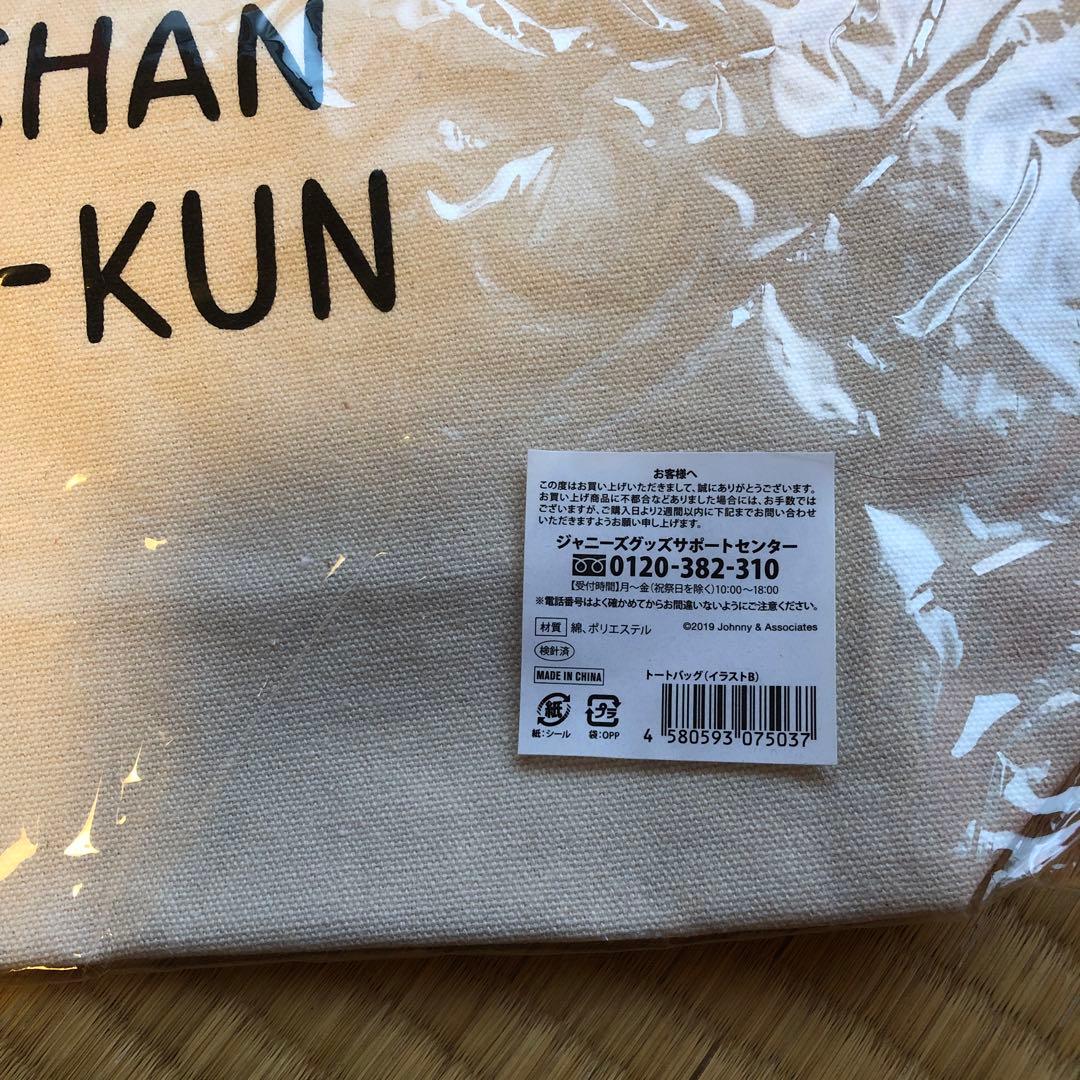 CHAN
-KUN
お客様へ
この度はお買い上げいただきまして、誠にありがとうございます。
お買い上げ商品に不都合などありました場合には、お手数では
ございますが、ご購入日より2週間以内に下記までお問い合わせ
いただきますようお願い申し上げます。
ジャニーズグッズサポートセンター
0120-382-310
【受付時間】月〜金(祝祭日を除く)10:00〜18:00
※電話番号はよく確かめてからお間違いないようにご注意ください。
材質 綿、ポリエステル ©2019 Johnny & Associates
検針済
MADE IN CHINA トートバッグ(イラストB)
紙 プラ
紙:シール 袋:OPP 4 580593 075037